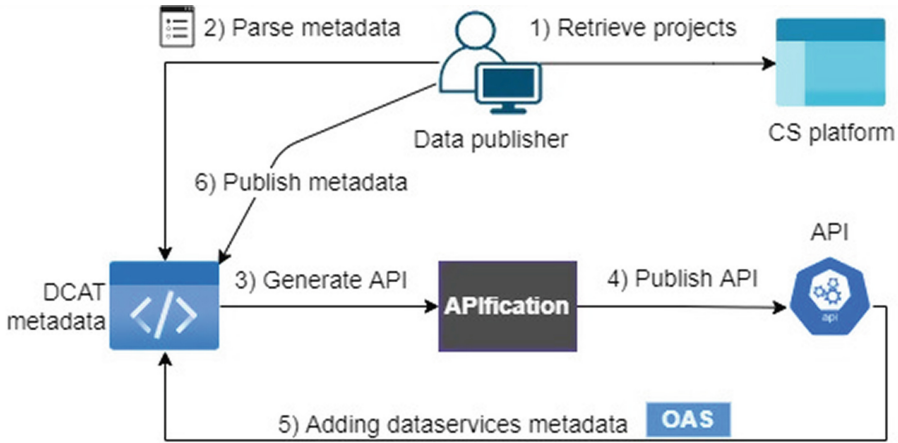 2) Parse metadata
1) Retrieve projects
Data publisher
CS platform
6) Publish metadata
API
DCAT
metadata
</>
3) Generate API
APIfication
4) Publish API
api
5) Adding dataservices metadata
OAS